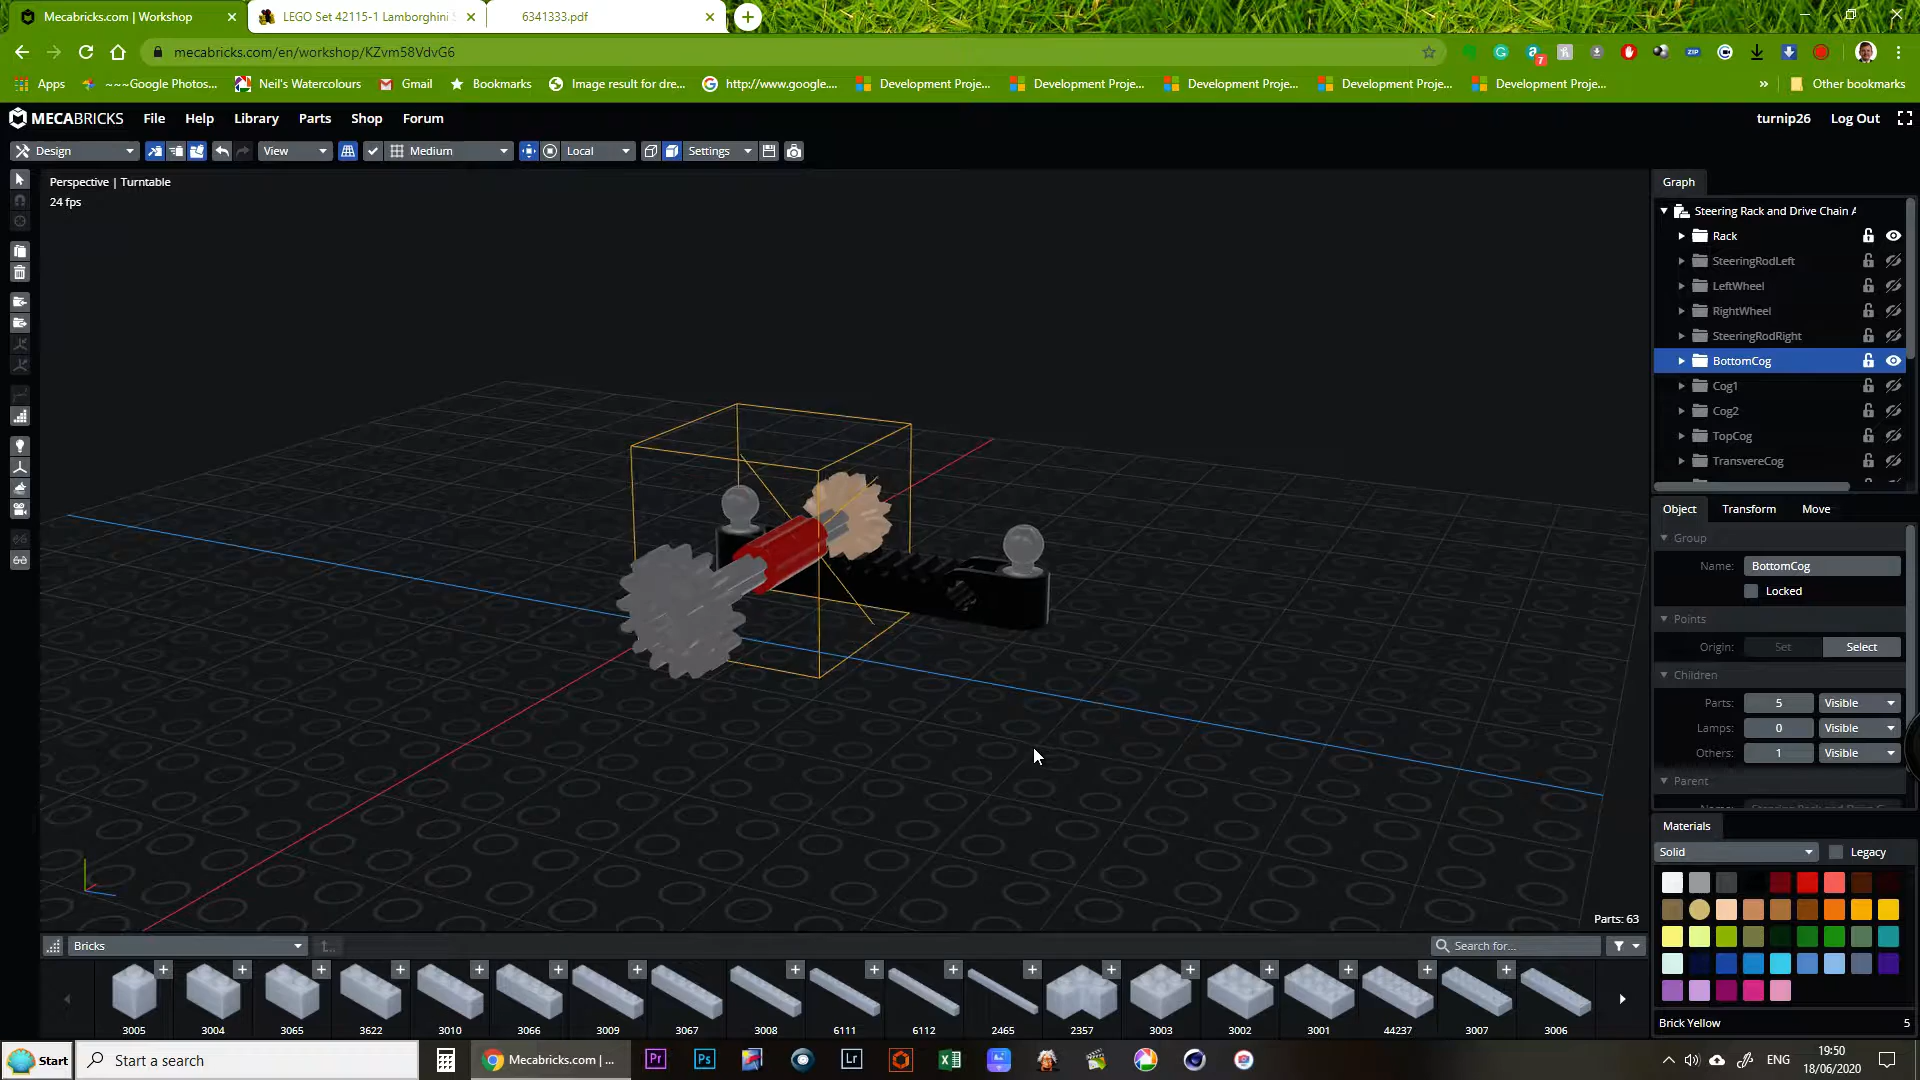 Mecabricks.com | Workshop
LEGO Set 42115-1 Lamborghini S
6341333.pdf
mecabricks.com/en/workshop/KZvm58VdvG6
7
ZIP
Apps
~~~Google Photos...
Neil's Watercolours
Gmail
Bookmarks
Image result for dre...
http://www.google....
Development Proje...
Development Proje...
Development Proje...
Development Proje...
Development Proje...
»
Other bookmarks
MECABRICKS
File
Help
Library
Parts
Shop
Forum
turnip26
Log Out
Design
View
Medium
Local
Settings
Perspective | Turntable
24 fps
Graph
Steering Rack and Drive Chain A
Rack
SteeringRodLeft
LeftWheel
RightWheel
SteeringRodRight
BottomCog
Cog1
Cog2
TopCog
TransvereCog
Object
Transform
Move
Group
Name:
BottomCog
Locked
Points
Origin:
Set
Select
Children
Parts:
5
Visible
Lamps:
0
Visible
Others:
1
Visible
Parent
Materials
Solid
Legacy
Brick Yellow
5
Parts: 63
Bricks
Search for...
3005
3004
3065
3622
3010
3066
3009
3067
3008
6111
6112
2465
2357
3003
3002
3001
44237
3007
3006
Start
Start a search
Mecabricks.com | ...
Pr
Ps
Lr
ENG
19:50
18/06/2020